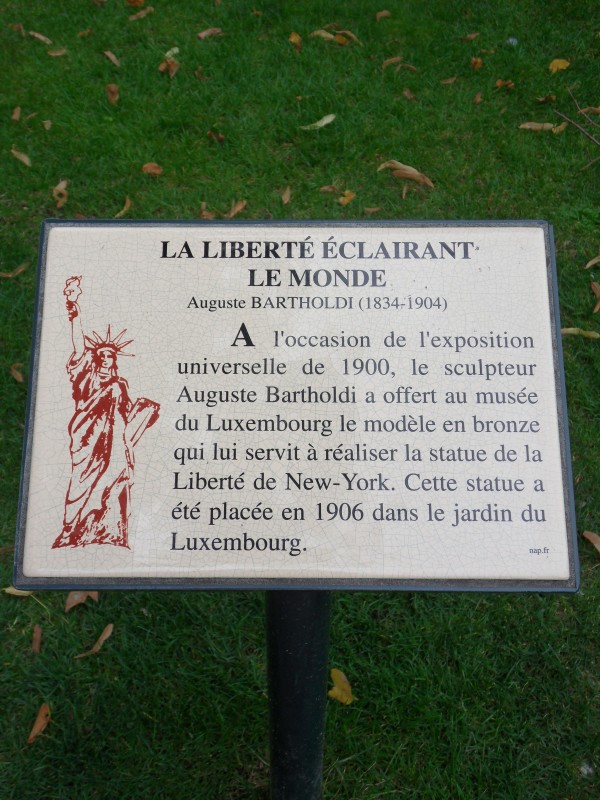 LA LIBERTÉ ÉCLAIRANT
LE MONDE
Auguste BARTHOLDI (1834-1904)
A l'occasion de l'exposition
universelle de 1900, le sculpteur
Auguste Bartholdi a offert au musée
du Luxembourg le modèle en bronze
qui lui servit à réaliser la statue de la
Liberté de New-York. Cette statue a
été placée en 1906 dans le jardin du
Luxembourg.
nap.fr